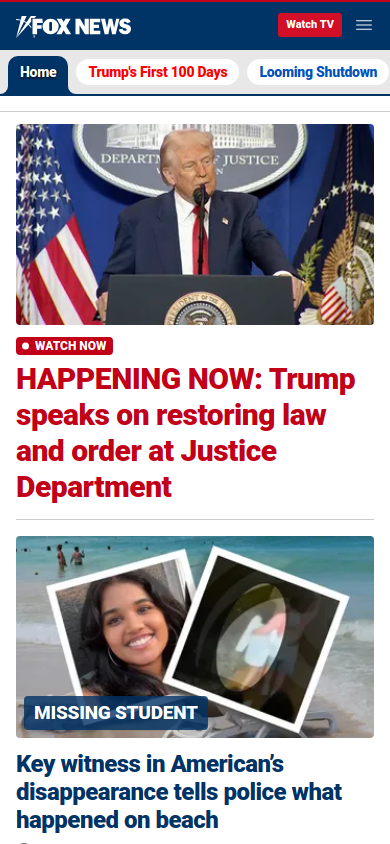 FOX NEWS
Watch TV
Home
Trump's First 100 Days
Looming Shutdown
DEPARTMENT OF JUSTICE
WATCH NOW
HAPPENING NOW: Trump
speaks on restoring law
and order at Justice
Department
MISSING STUDENT
Key witness in American’s
disappearance tells police what
happened on beach